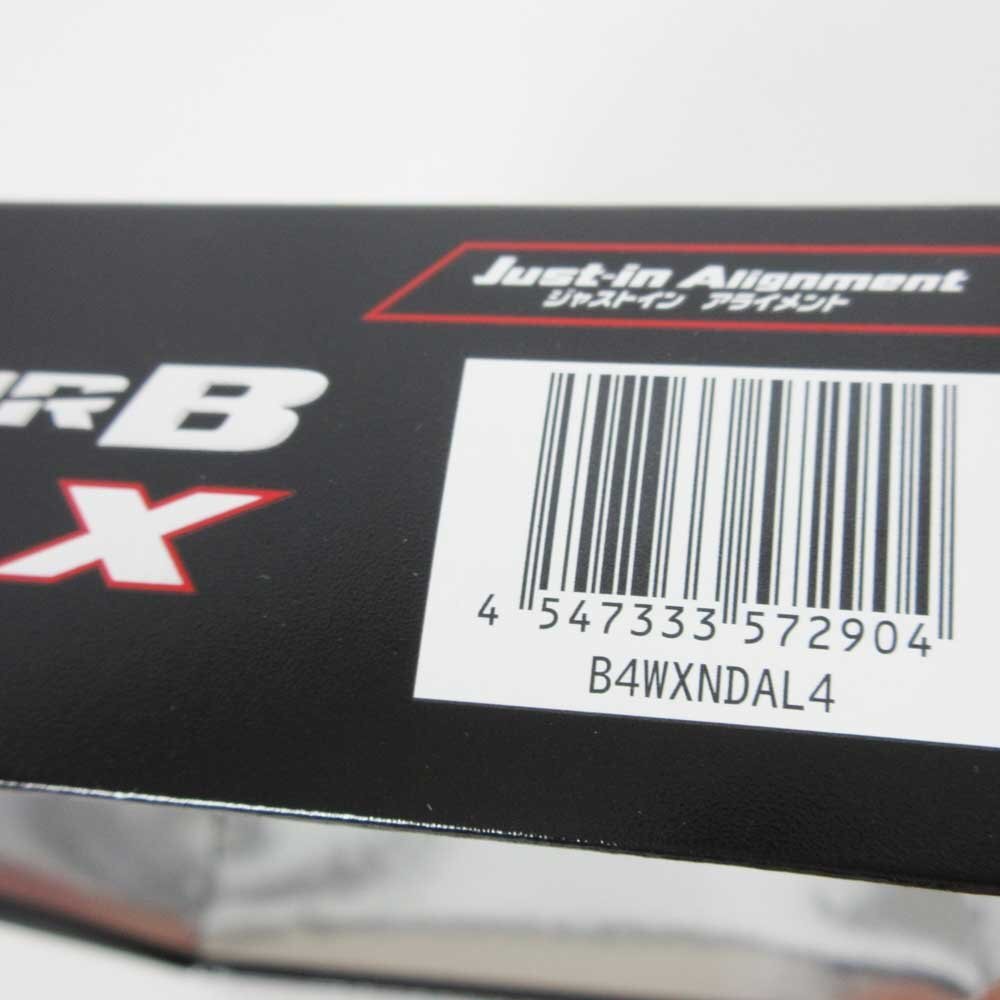 Just-in Alignment
ジャストイン アライメント
B
X
4 547333 572904
B4WXNDAL4